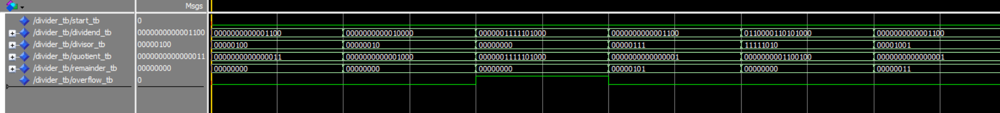 Msgs
/divider_tb/start_tb 0
/divider_tb/dividend_tb 0000000000001100 0000000000001100 0000000000010000 0000001111101000 0000000000001100 0110000110101000 0000000000001100
/divider_tb/divisor_tb 00000100 00000100 00000010 00000000 00000111 11111010 00001001
/divider_tb/quotient_tb 0000000000000011 0000000000000011 0000000000001000 0000001111101000 0000000000000001 0000000001100100 0000000000000001
/divider_tb/remainder_tb 00000000 00000000 00000000 00000000 00000101 00000000 00000011
/divider_tb/overflow_tb 0